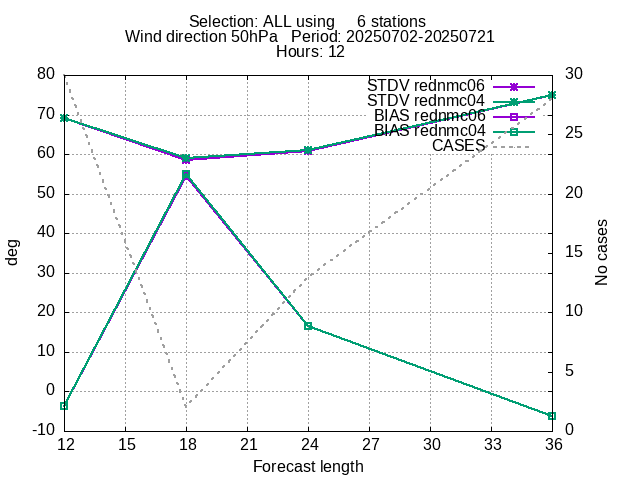 Selection: ALL using     6 stations
Wind direction 50hPa   Period: 20250702-20250721
Hours: 12
80
70
60
50
40
30
20
10
0
-10
deg
STDV rednmc06
STDV rednmc04
BIAS rednmc06
BIAS rednmc04
CASES
30
25
20
15
10
5
0
No cases
12 15 18 21 24 27 30 33 36
Forecast length